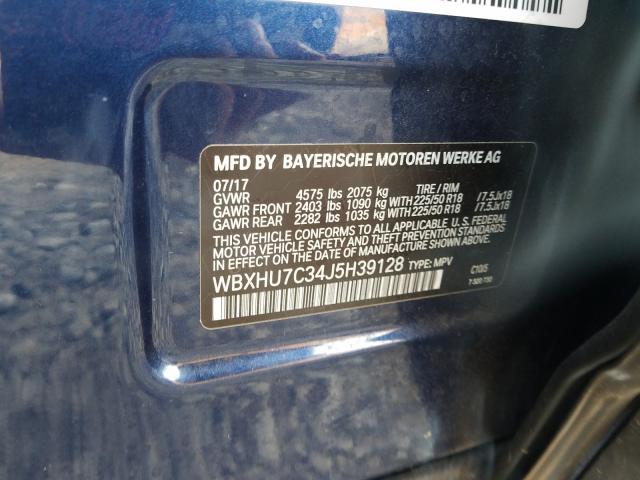 MFD BY BAYERISCHE MOTOREN WERKE AG
07/17
GVWR 4575 lbs 2075 kg TIRE / RIM
GAWR FRONT 2403 lbs 1090 kg WITH 225/50 R18 /7.5Jx18
GAWR REAR 2282 lbs 1035 kg WITH 225/50 R18 /7.5Jx18
THIS VEHICLE CONFORMS TO ALL APPLICABLE U.S. FEDERAL
MOTOR VEHICLE SAFETY, BUMPER, AND THEFT PREVENTION STANDARDS
IN EFFECT ON THE DATE OF MANUFACTURE SHOWN ABOVE.
WBXHU7C34J5H39128 TYPE: MPV C10/5